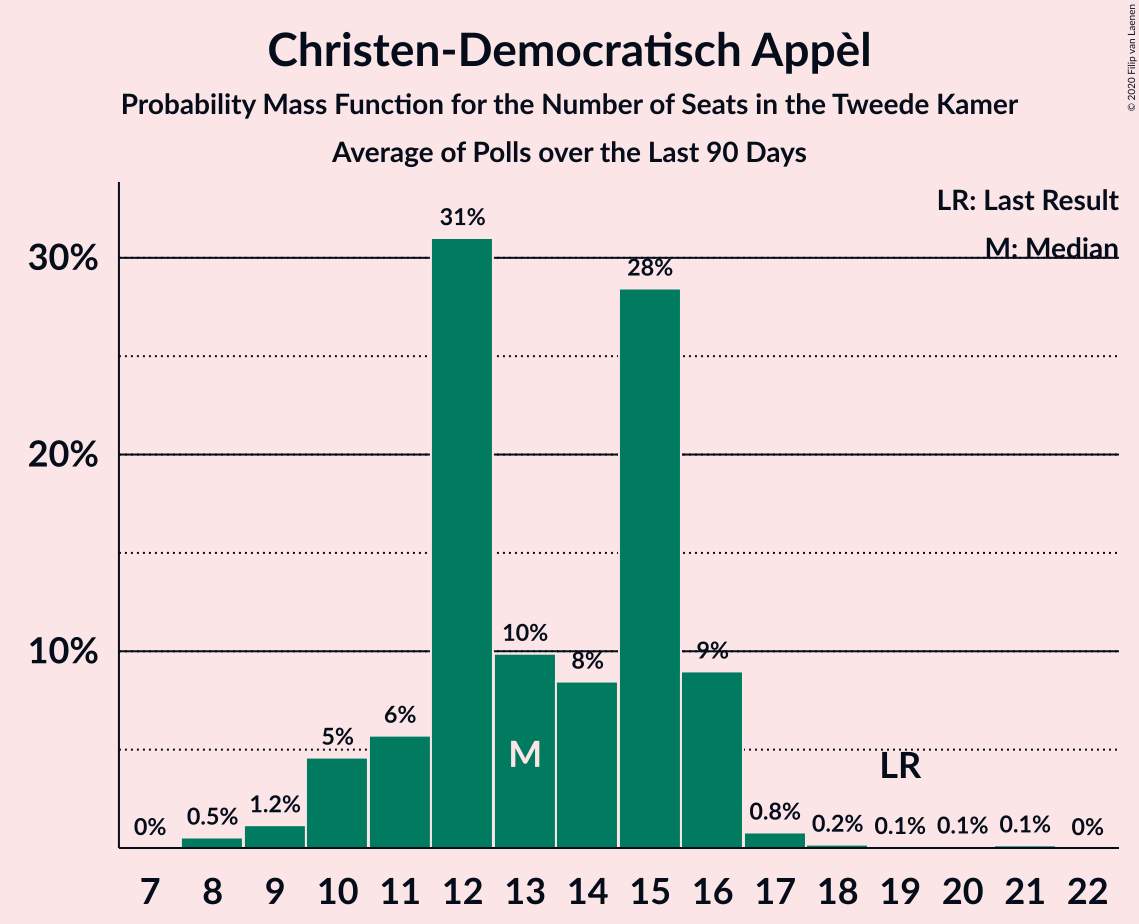 Christen-Democratisch Appèl
Probability Mass Function for the Number of Seats in the Tweede Kamer
Average of Polls over the Last 90 Days
© 2020 Filip van Laenen
LR: Last Result
M: Median
30%
20%
10%
0%
0.5%
1.2%
5%
6%
31%
10%
8%
28%
9%
0.8%
0.2%
0.1%
0.1%
0.1%
0%
M
LR
7 8 9 10 11 12 13 14 15 16 17 18 19 20 21 22